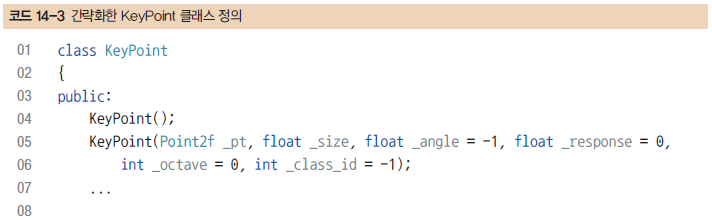 코드 14-3 간략화한 KeyPoint 클래스 정의
01 class KeyPoint
02 {
03 public:
04 KeyPoint();
05 KeyPoint(Point2f _pt, float _size, float _angle = -1, float _response = 0,
06 int _octave = 0, int _class_id = -1);
07 ...
08